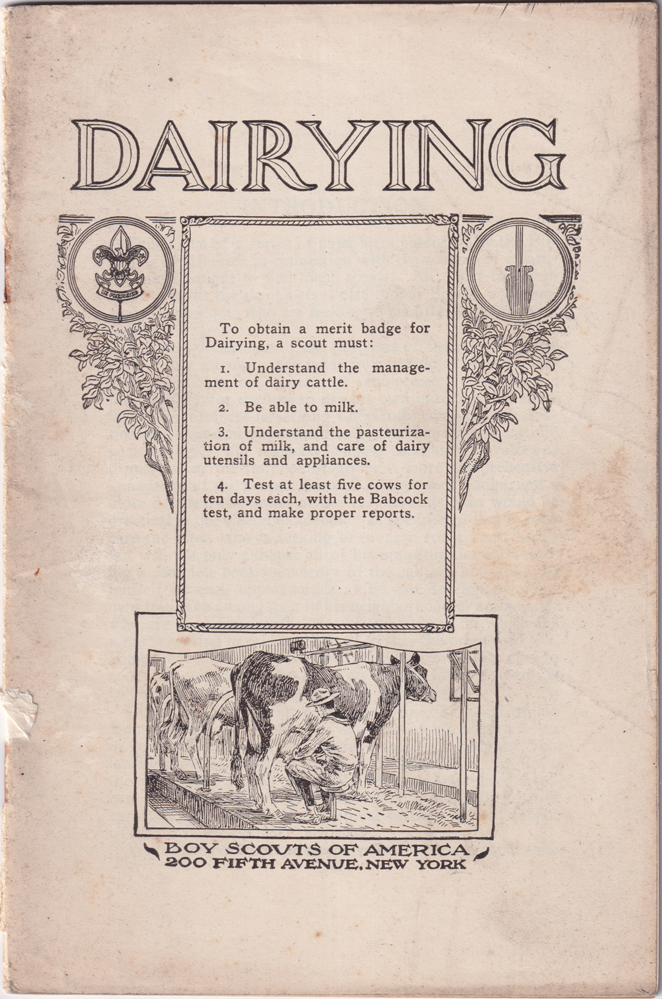 DAIRYING
To obtain a merit badge for
Dairying, a scout must:
1. Understand the manage-
ment of dairy cattle.
2. Be able to milk.
3. Understand the pasteuriza-
tion of milk, and care of dairy
utensils and appliances.
4. Test at least five cows for
ten days each, with the Babcock
test, and make proper reports.
BOY SCOUTS OF AMERICA
200 FIFTH AVENUE, NEW YORK